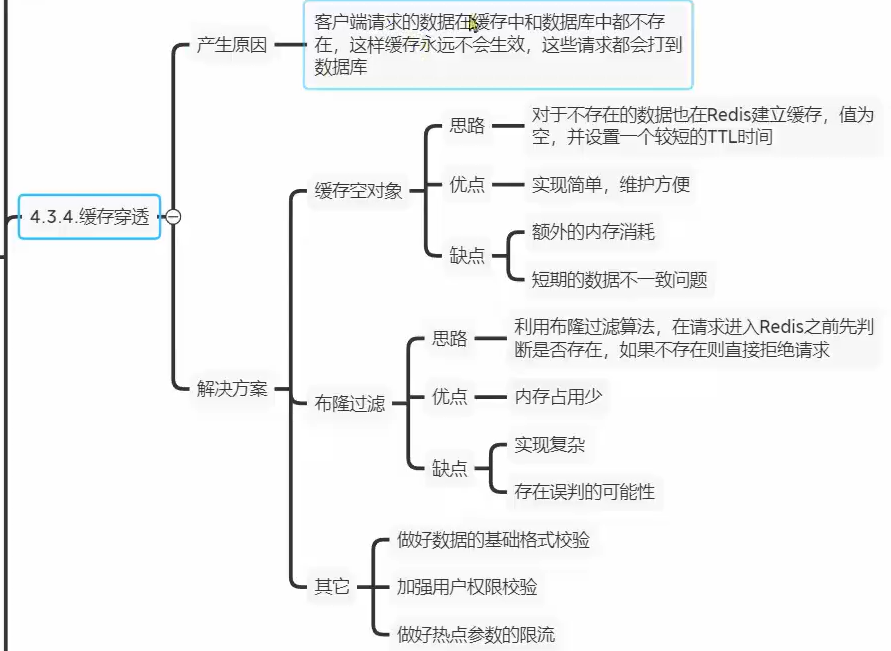 客户端请求的数据在缓存中和数据库中都不存
在，这样缓存永远不会生效，这些请求都会打到
数据库
产生原因
4.3.4.缓存穿透
解决方案
缓存空对象
思路
对于不存在的数据也在Redis建立缓存，值为
空，并设置一个较短的TTL时间
优点
实现简单，维护方便
缺点
额外的内存消耗
短期的数据不一致问题
布隆过滤
思路
利用布隆过滤算法，在请求进入Redis之前先判
断是否存在，如果不存在则直接拒绝请求
优点
内存占用少
缺点
实现复杂
存在误判的可能性
其它
做好数据的基础格式校验
加强用户权限校验
做好热点参数的限流